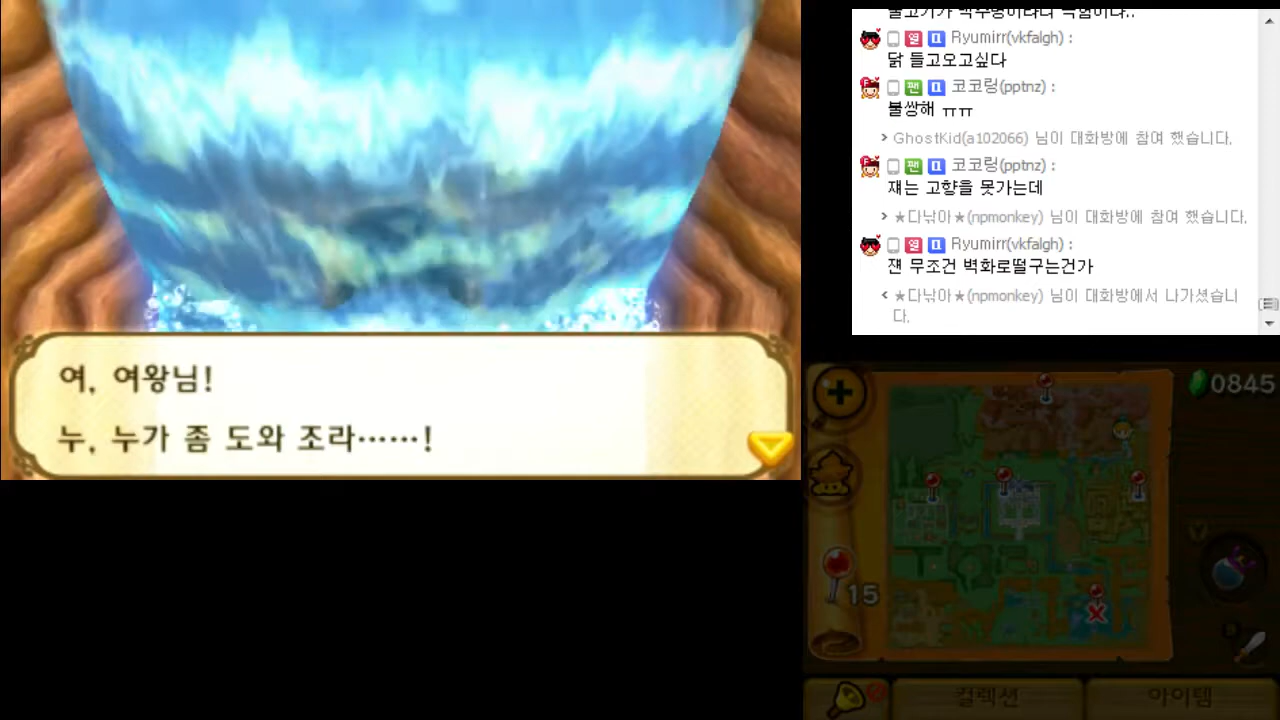 여, 여왕님!
누, 누가 좀 도와 조라……!
열 Ryumirr(vkfalgh) :
닭 들고오고싶다
팬 코코링(pptnz) :
불쌍해 ㅠㅠ
> GhostKid(a102066) 님이 대화방에 참여 했습니다.
팬 코코링(pptnz) :
쟤는 고향을 못가는데
> ★다낚아★(npmonkey) 님이 대화방에 참여 했습니다.
열 Ryumirr(vkfalgh) :
쟨 무조건 벽화로떨구는건가
< ★다낚아★(npmonkey) 님이 대화방에서 나가셨습니
다.
0845
15
Y
컬렉션
아이템